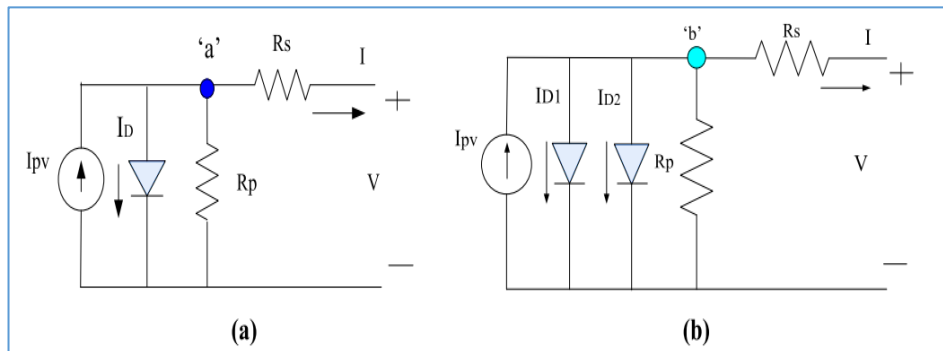 ‘a’
Rs
I
+
ID
Ipv
Rp
V
(a)
‘b’
Rs
I
+
ID1
ID2
Ipv
Rp
V
(b)